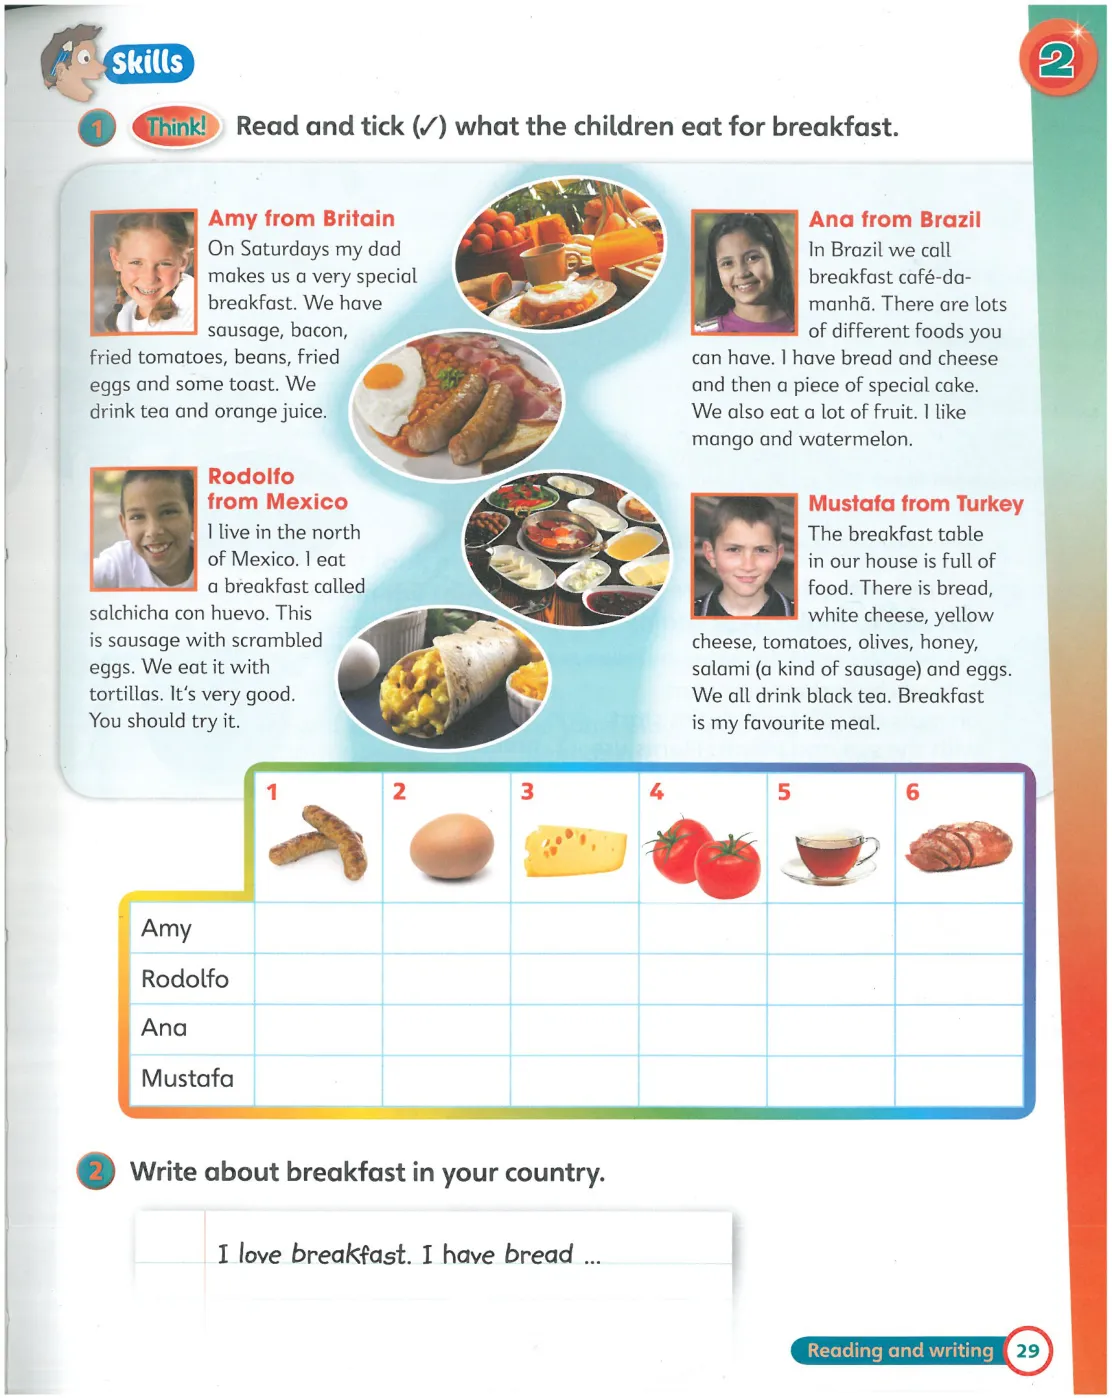 Skills
2
1 Think! Read and tick (✓) what the children eat for breakfast.
Amy from Britain
On Saturdays my dad
makes us a very special
breakfast. We have
sausage, bacon,
fried tomatoes, beans, fried
eggs and some toast. We
drink tea and orange juice.
Rodolfo
from Mexico
I live in the north
of Mexico. I eat
a breakfast called
salchicha con huevo. This
is sausage with scrambled
eggs. We eat it with
tortillas. It's very good.
You should try it.
Ana from Brazil
In Brazil we call
breakfast café-da-
manhã. There are lots
of different foods you
can have. I have bread and cheese
and then a piece of special cake.
We also eat a lot of fruit. I like
mango and watermelon.
Mustafa from Turkey
The breakfast table
in our house is full of
food. There is bread,
white cheese, yellow
cheese, tomatoes, olives, honey,
salami (a kind of sausage) and eggs.
We all drink black tea. Breakfast
is my favourite meal.
1 2 3 4 5 6
Amy
Rodolfo
Ana
Mustafa
2 Write about breakfast in your country.
I love breakfast. I have bread ...
Reading and writing 29